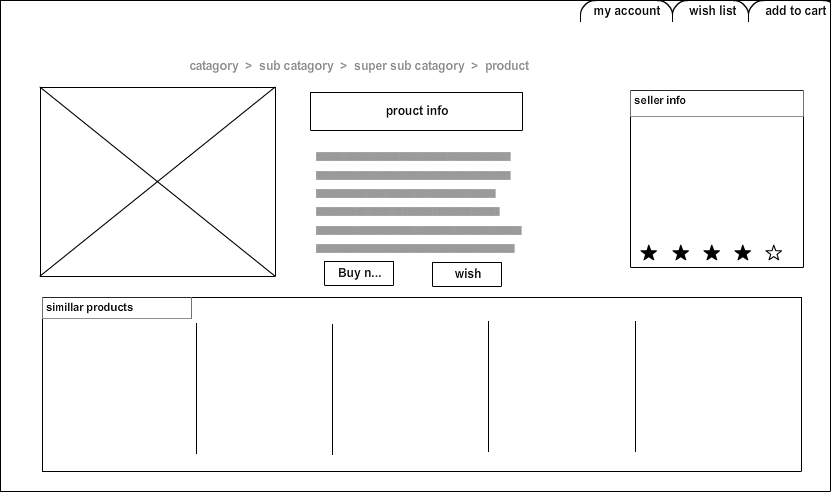 my account wish list add to cart
catagory > sub catagory > super sub catagory > product
prouct info
seller info
Buy n...
wish
simillar products